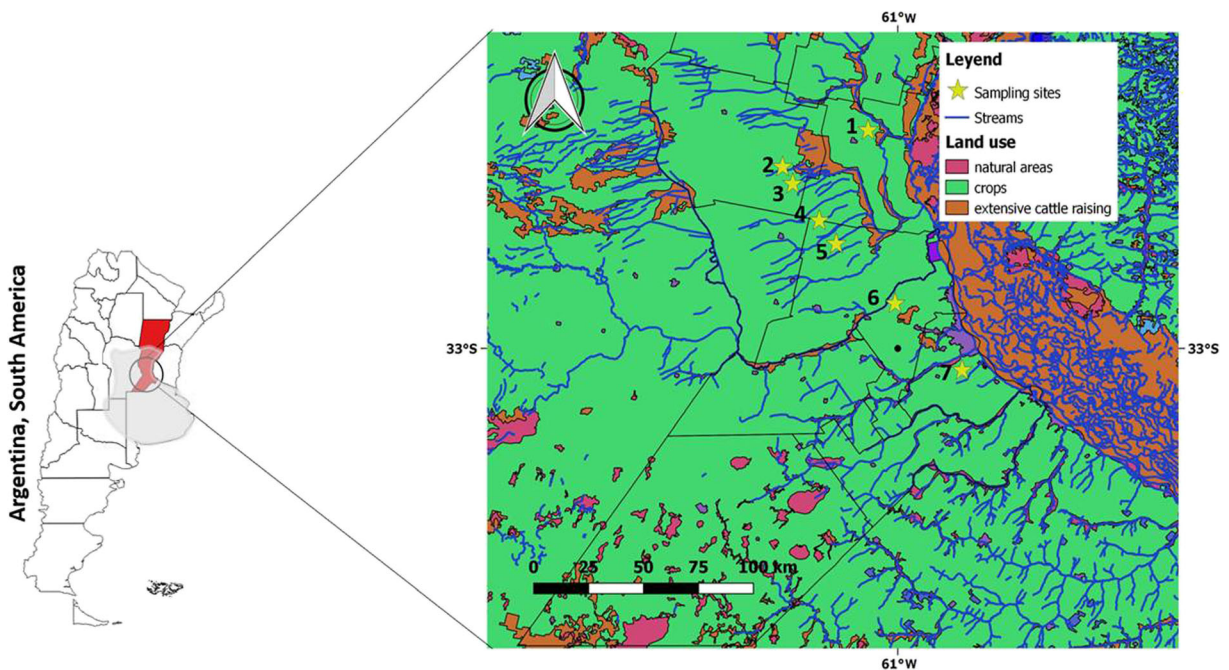 Argentina, South America
61°W
Leyend
Sampling sites
Streams
Land use
natural areas
crops
extensive cattle raising
1
2
3
4
5
6
33°S
33°S
7
0 25 50 75 100 km
61°W